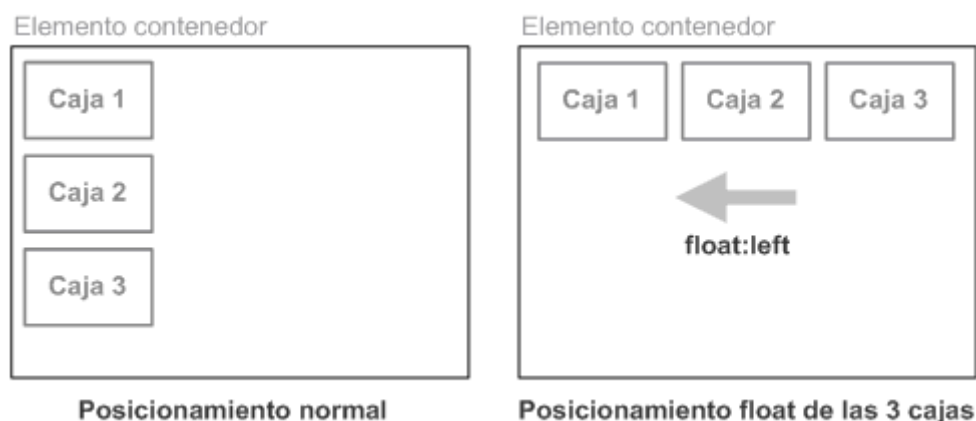 Elemento contenedor
Caja 1
Caja 2
Caja 3
Posicionamiento normal
Elemento contenedor
Caja 1 Caja 2 Caja 3
float:left
Posicionamiento float de las 3 cajas